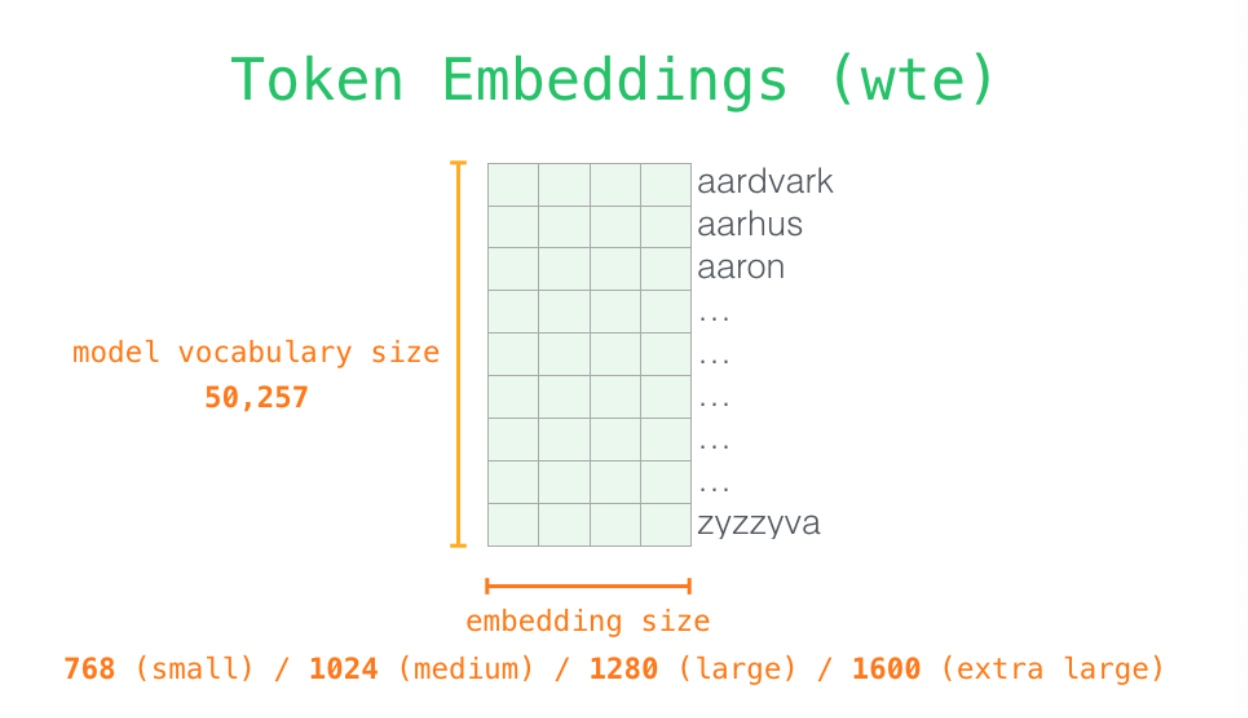 Token Embeddings (wte)
aardvark
aarhus
aaron
...
...
...
...
...
zyzzyva
model vocabulary size
50,257
embedding size
768 (small) / 1024 (medium) / 1280 (large) / 1600 (extra large)